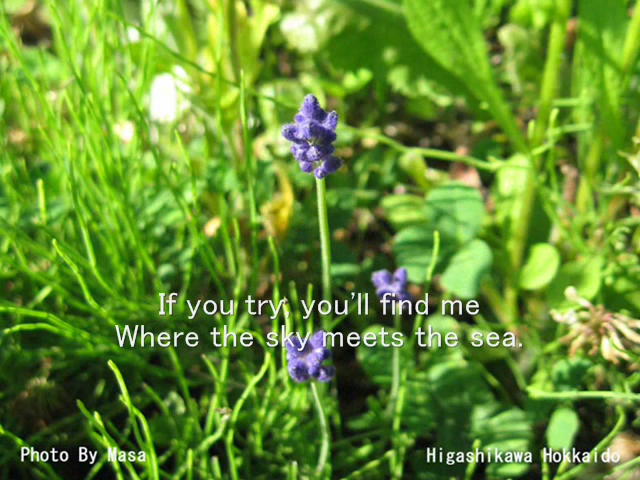 If you try, you'll find me
Where the sky meets the sea.
Photo By Masa
Higashikawa Hokkaido